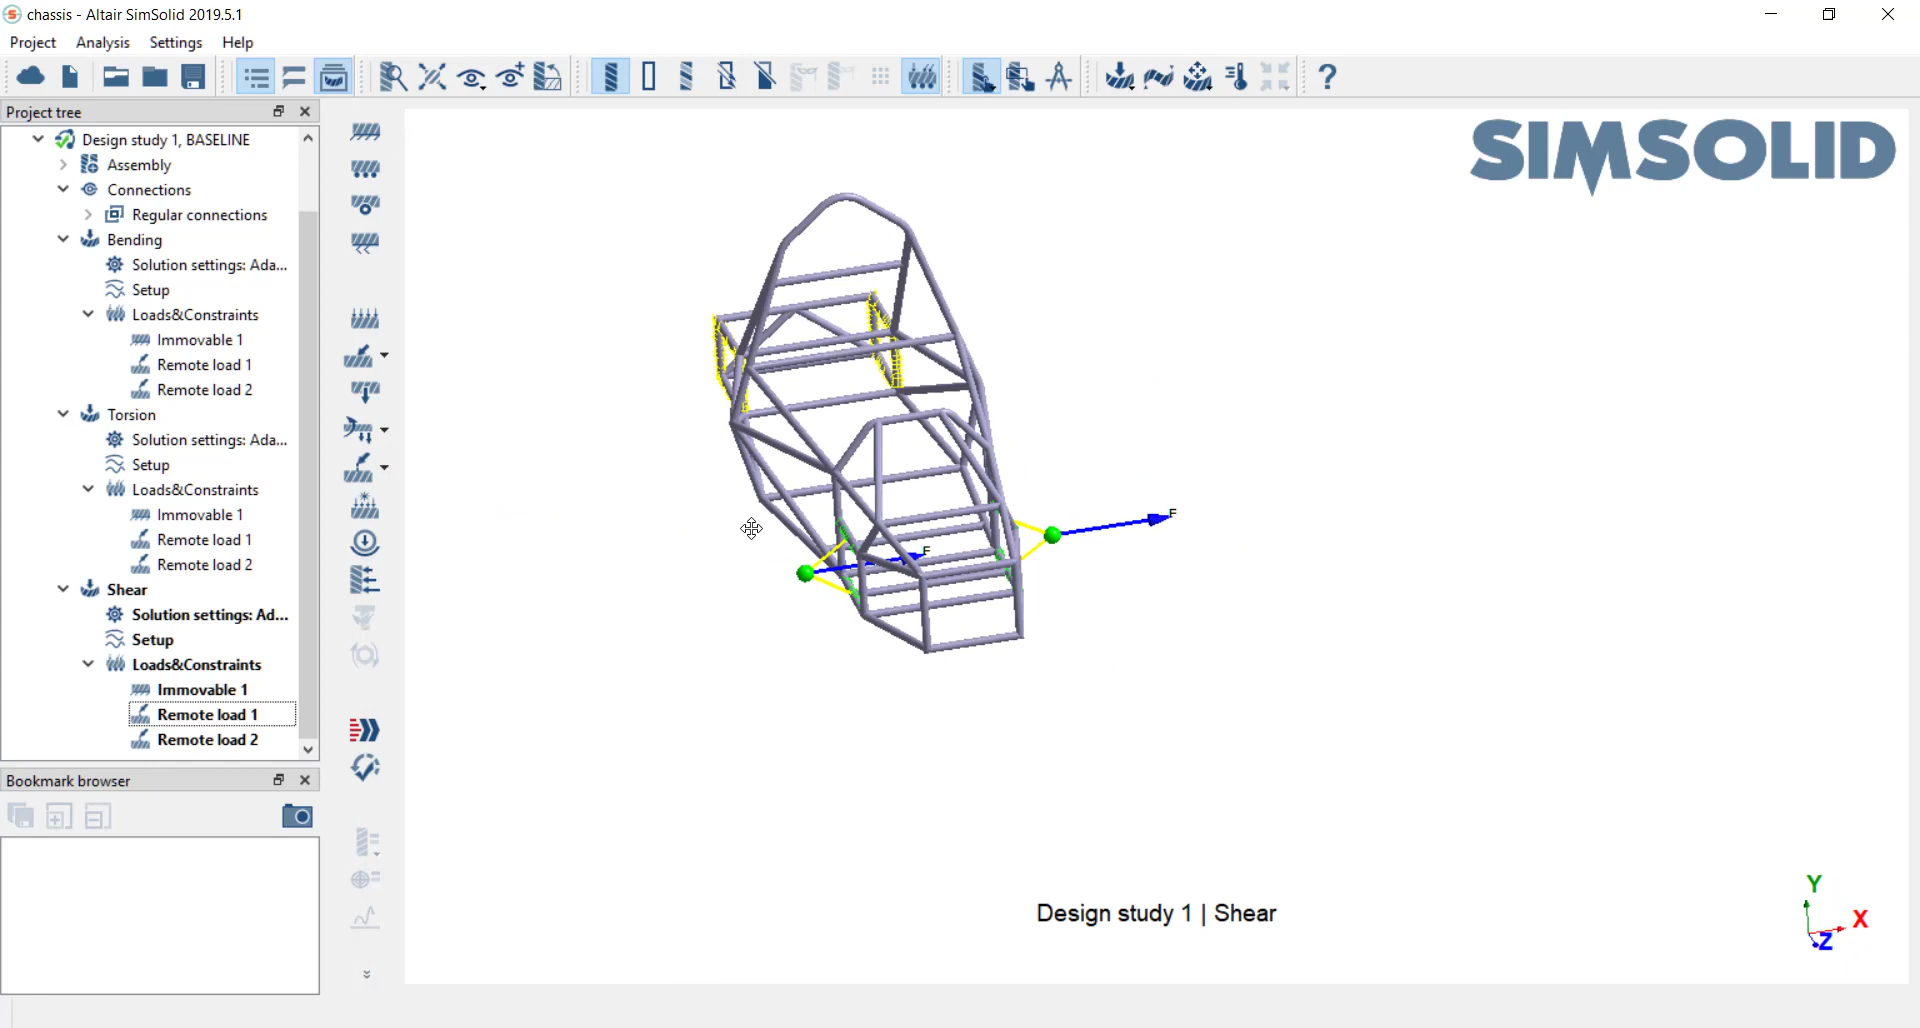 chassis - Altair SimSolid 2019.5.1
Project Analysis Settings Help
Project tree
Design study 1, BASELINE
Assembly
Connections
Regular connections
Bending
Solution settings: Ada...
Setup
Loads&Constraints
Immovable 1
Remote load 1
Remote load 2
Torsion
Solution settings: Ada...
Setup
Loads&Constraints
Immovable 1
Remote load 1
Remote load 2
Shear
Solution settings: Ad...
Setup
Loads&Constraints
Immovable 1
Remote load 1
Remote load 2
Bookmark browser
SIMSOLID
F
F
Design study 1 | Shear
Y
X
Z